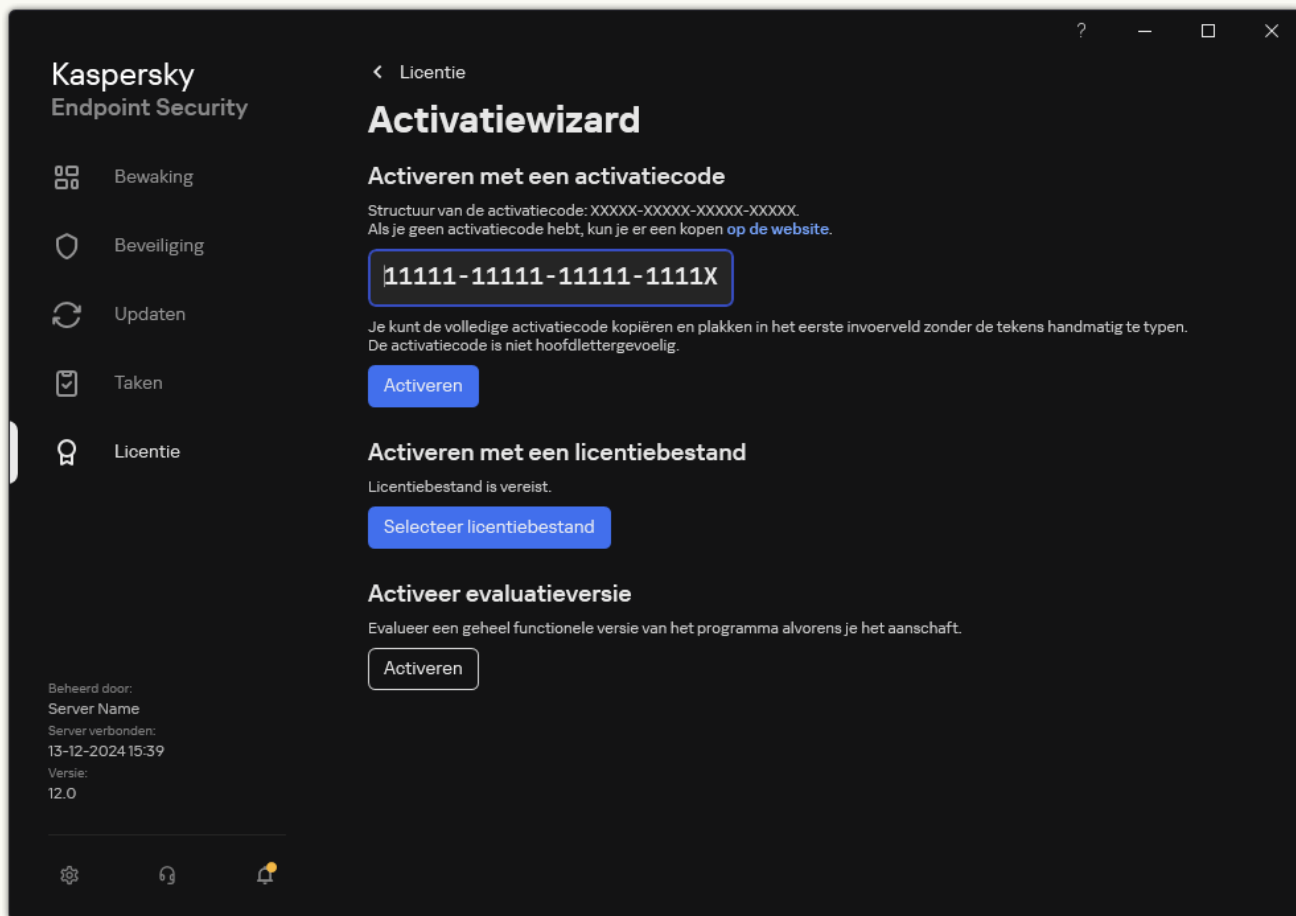 ?
Kaspersky
Endpoint Security
Bewaking
Beveiliging
Updaten
Taken
Licentie
Beheerd door:
Server Name
Server verbonden:
13-12-2024 15:39
Versie:
12.0
Licentie
Activatiewizard
Activeren met een activatiecode
Structuur van de activatiecode: XXXXX-XXXXX-XXXXX-XXXXX.
Als je geen activatiecode hebt, kun je er een kopen op de website.
11111-11111-11111-1111X
Je kunt de volledige activatiecode kopiëren en plakken in het eerste invoerveld zonder de tekens handmatig te typen.
De activatiecode is niet hoofdlettergevoelig.
Activeren
Activeren met een licentiebestand
Licentiebestand is vereist.
Selecteer licentiebestand
Activeer evaluatieversie
Evalueer een geheel functionele versie van het programma alvorens je het aanschaft.
Activeren